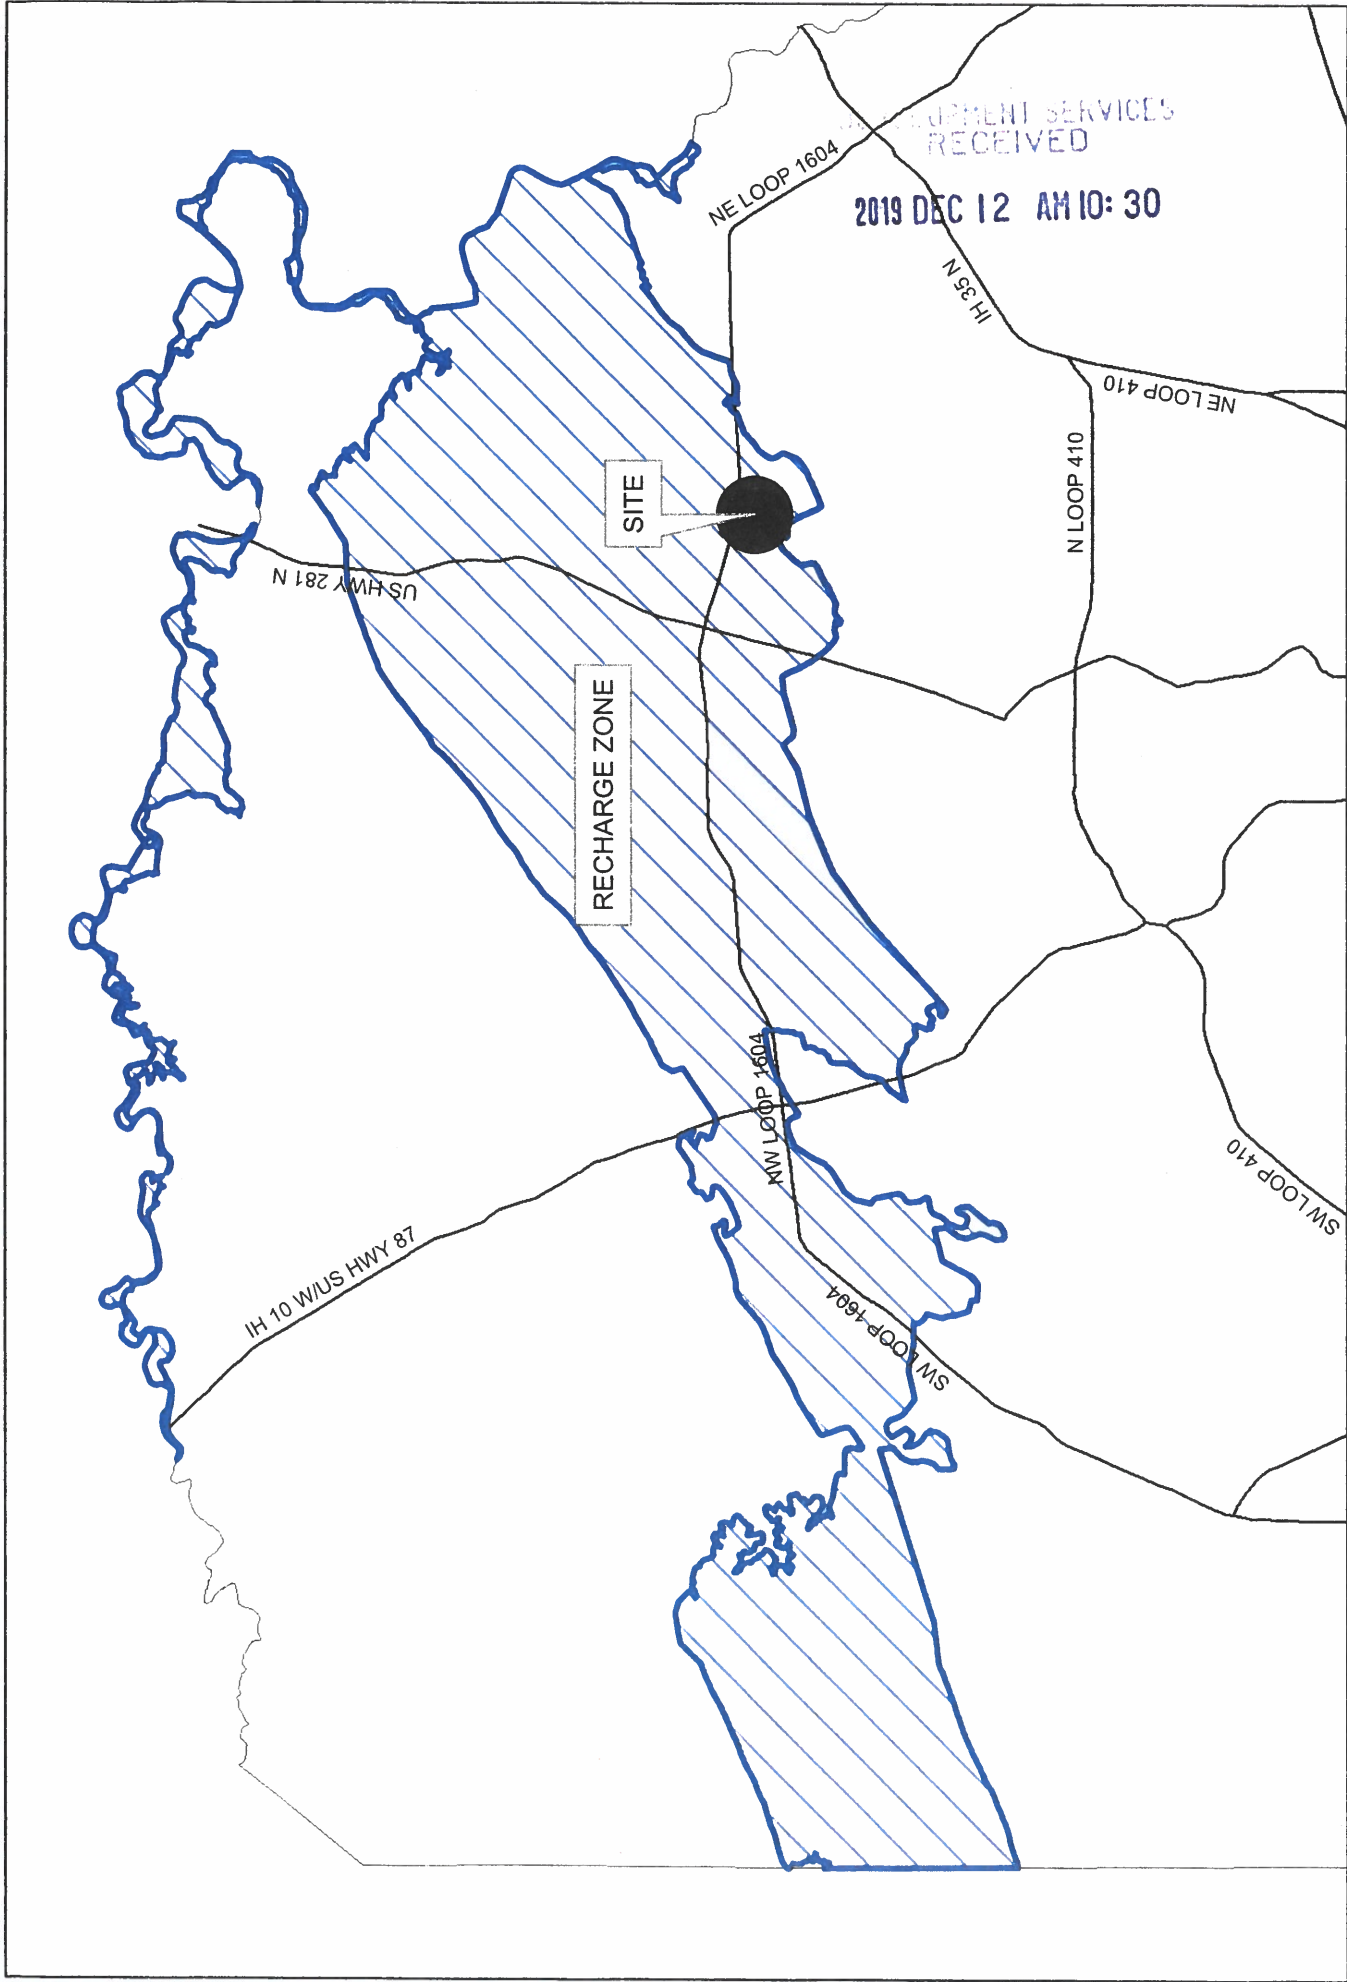 SERVICES
RECEIVED
2019 DEC 12 AM 10: 30
NE LOOP 1604
IH 35 N
NE LOOP 410
N LOOP 410
SITE
US HWY 281 N
RECHARGE ZONE
NW LOOP 1604
IH 10 W/US HWY 87
SW LOOP 1604
SW LOOP 410